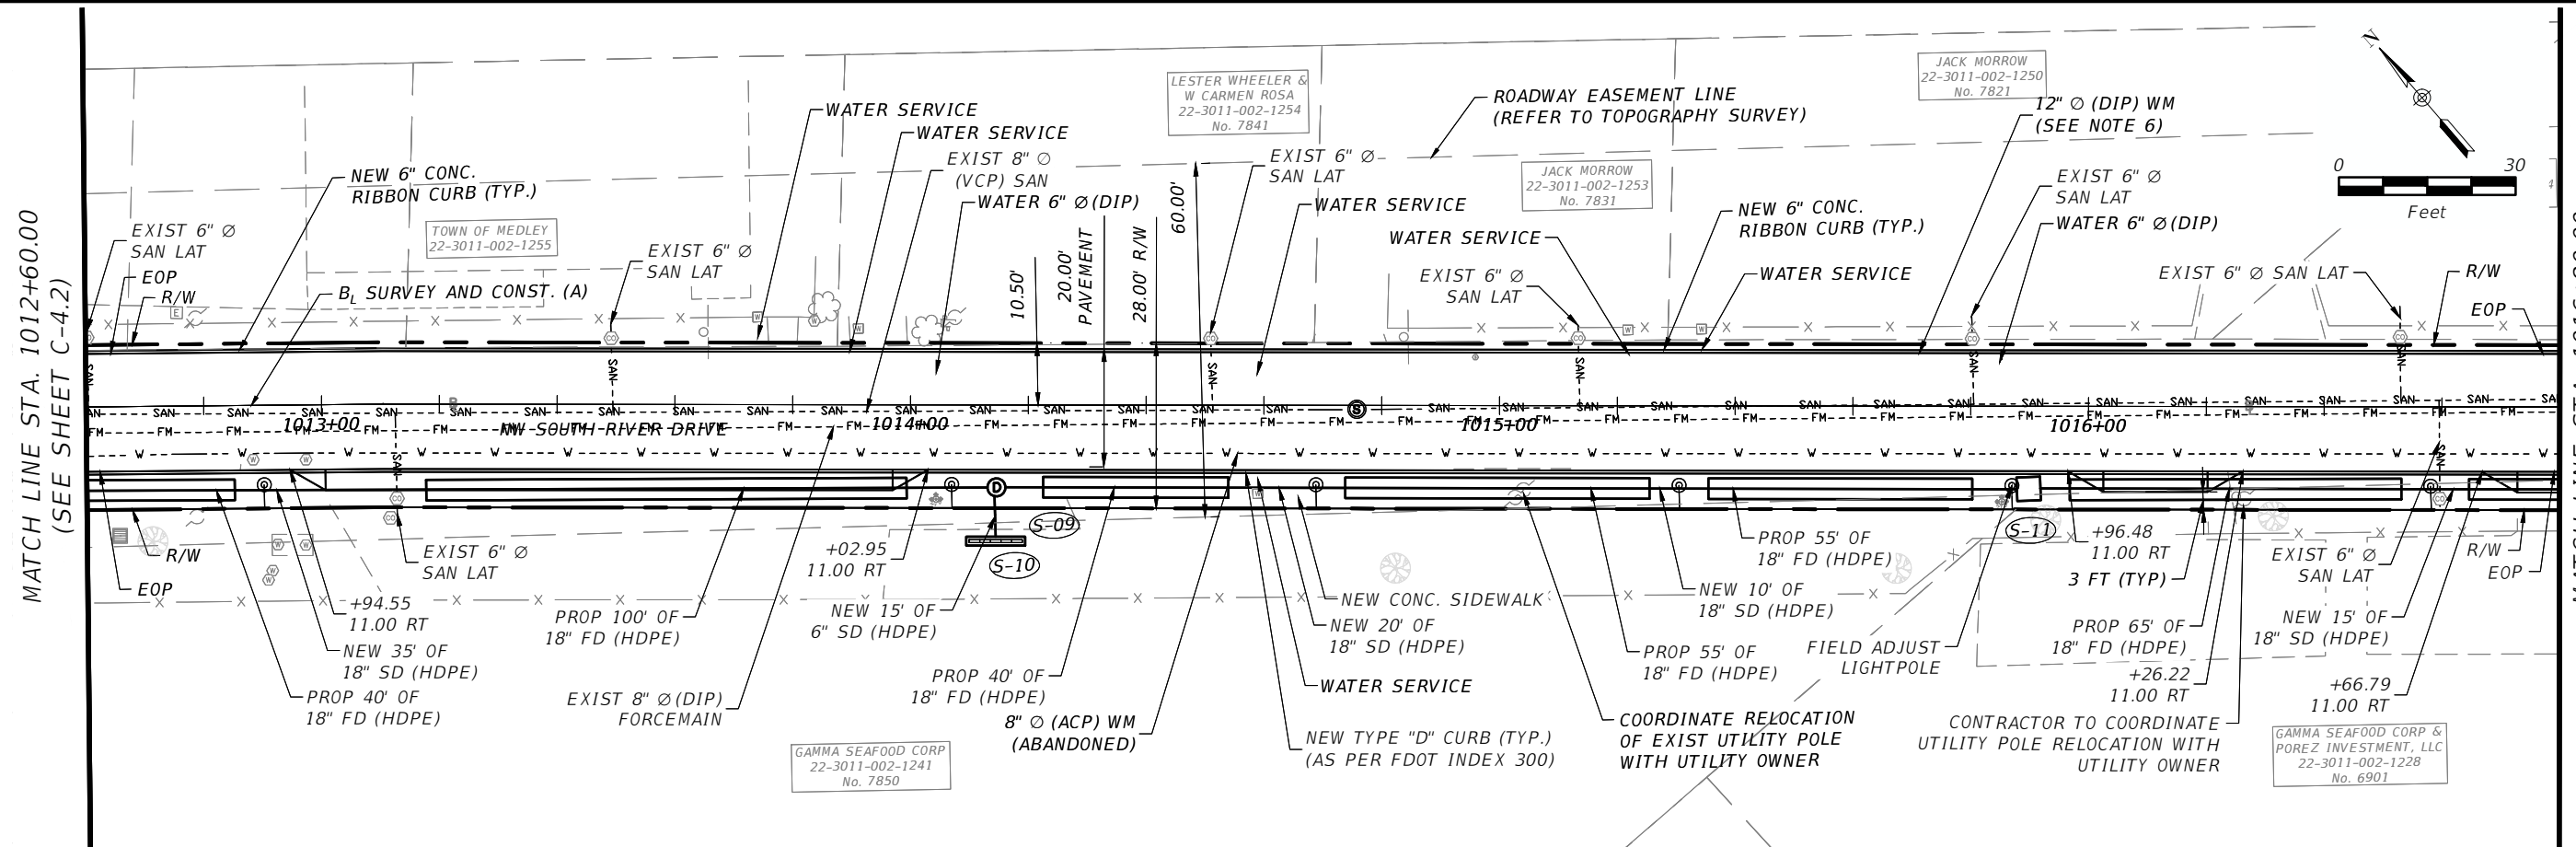 MATCH LINE STA. 1012+60.00
(SEE SHEET C-4.2)
EXIST 6" Ø
SAN LAT
EOP
R/W
NEW 6" CONC.
RIBBON CURB (TYP.)
TOWN OF MEDLEY
22-3011-002-1255
BL SURVEY AND CONST. (A)
EXIST 6" Ø
SAN LAT
WATER SERVICE
WATER SERVICE
EXIST 8" Ø
(VCP) SAN
WATER 6" Ø (DIP)
LESTER WHEELER &
W CARMEN ROSA
22-3011-002-1254
No. 7841
10.50'
20.00'
PAVEMENT
28.00' R/W
60.00'
EXIST 6" Ø
SAN LAT
WATER SERVICE
ROADWAY EASEMENT LINE
(REFER TO TOPOGRAPHY SURVEY)
JACK MORROW
22-3011-002-1253
No. 7831
WATER SERVICE
EXIST 6" Ø
SAN LAT
NEW 6" CONC.
RIBBON CURB (TYP.)
WATER SERVICE
JACK MORROW
22-3011-002-1250
No. 7821
12" Ø (DIP) WM
(SEE NOTE 6)
EXIST 6" Ø
SAN LAT
WATER 6" Ø (DIP)
EXIST 6" Ø SAN LAT
R/W
EOP
N
0 30
Feet
1013+00
NW SOUTH RIVER DRIVE
1014+00
1015+00
1016+00
R/W
EOP
EXIST 6" Ø
SAN LAT
+94.55
11.00 RT
NEW 35' OF
18" SD (HDPE)
PROP 40' OF
18" FD (HDPE)
PROP 100' OF
18" FD (HDPE)
EXIST 8" Ø (DIP)
FORCEMAIN
+02.95
11.00 RT
NEW 15' OF
6" SD (HDPE)
D
S-09
S-10
PROP 40' OF
18" FD (HDPE)
8" Ø (ACP) WM
(ABANDONED)
GAMMA SEAFOOD CORP
22-3011-002-1241
No. 7850
NEW CONC. SIDEWALK
NEW 20' OF
18" SD (HDPE)
WATER SERVICE
NEW TYPE "D" CURB (TYP.)
(AS PER FDOT INDEX 300)
PROP 55' OF
18" FD (HDPE)
NEW 10' OF
18" SD (HDPE)
PROP 55' OF
18" FD (HDPE)
COORDINATE RELOCATION
OF EXIST UTILITY POLE
WITH UTILITY OWNER
FIELD ADJUST
LIGHTPOLE
S-11
+96.48
11.00 RT
3 FT (TYP)
PROP 65' OF
18" FD (HDPE)
+26.22
11.00 RT
CONTRACTOR TO COORDINATE
UTILITY POLE RELOCATION WITH
UTILITY OWNER
EXIST 6" Ø
SAN LAT
NEW 15' OF
18" SD (HDPE)
+66.79
11.00 RT
GAMMA SEAFOOD CORP &
POREZ INVESTMENT, LLC
22-3011-002-1228
No. 6901
R/W
EOP